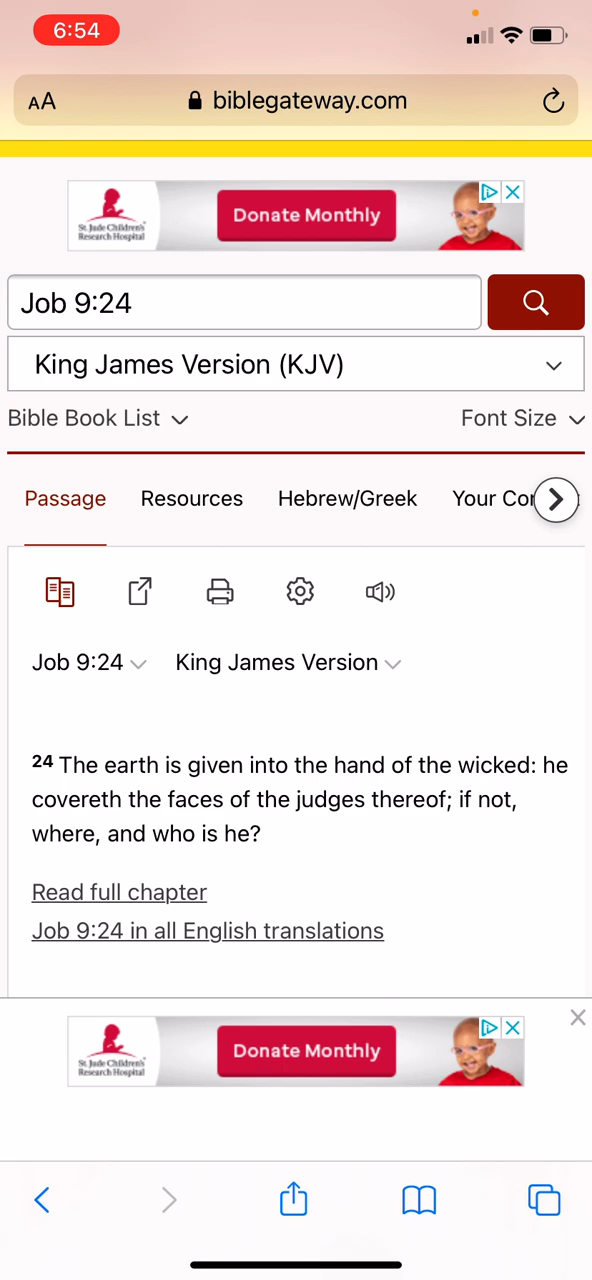 6:54
AA biblegateway.com
St. Jude Children's
Research Hospital
Donate Monthly
Job 9:24
King James Version (KJV)
Bible Book List Font Size
Passage Resources Hebrew/Greek Your Co
Job 9:24 King James Version
24 The earth is given into the hand of the wicked: he
covereth the faces of the judges thereof; if not,
where, and who is he?
Read full chapter
Job 9:24 in all English translations
St. Jude Children's
Research Hospital
Donate Monthly